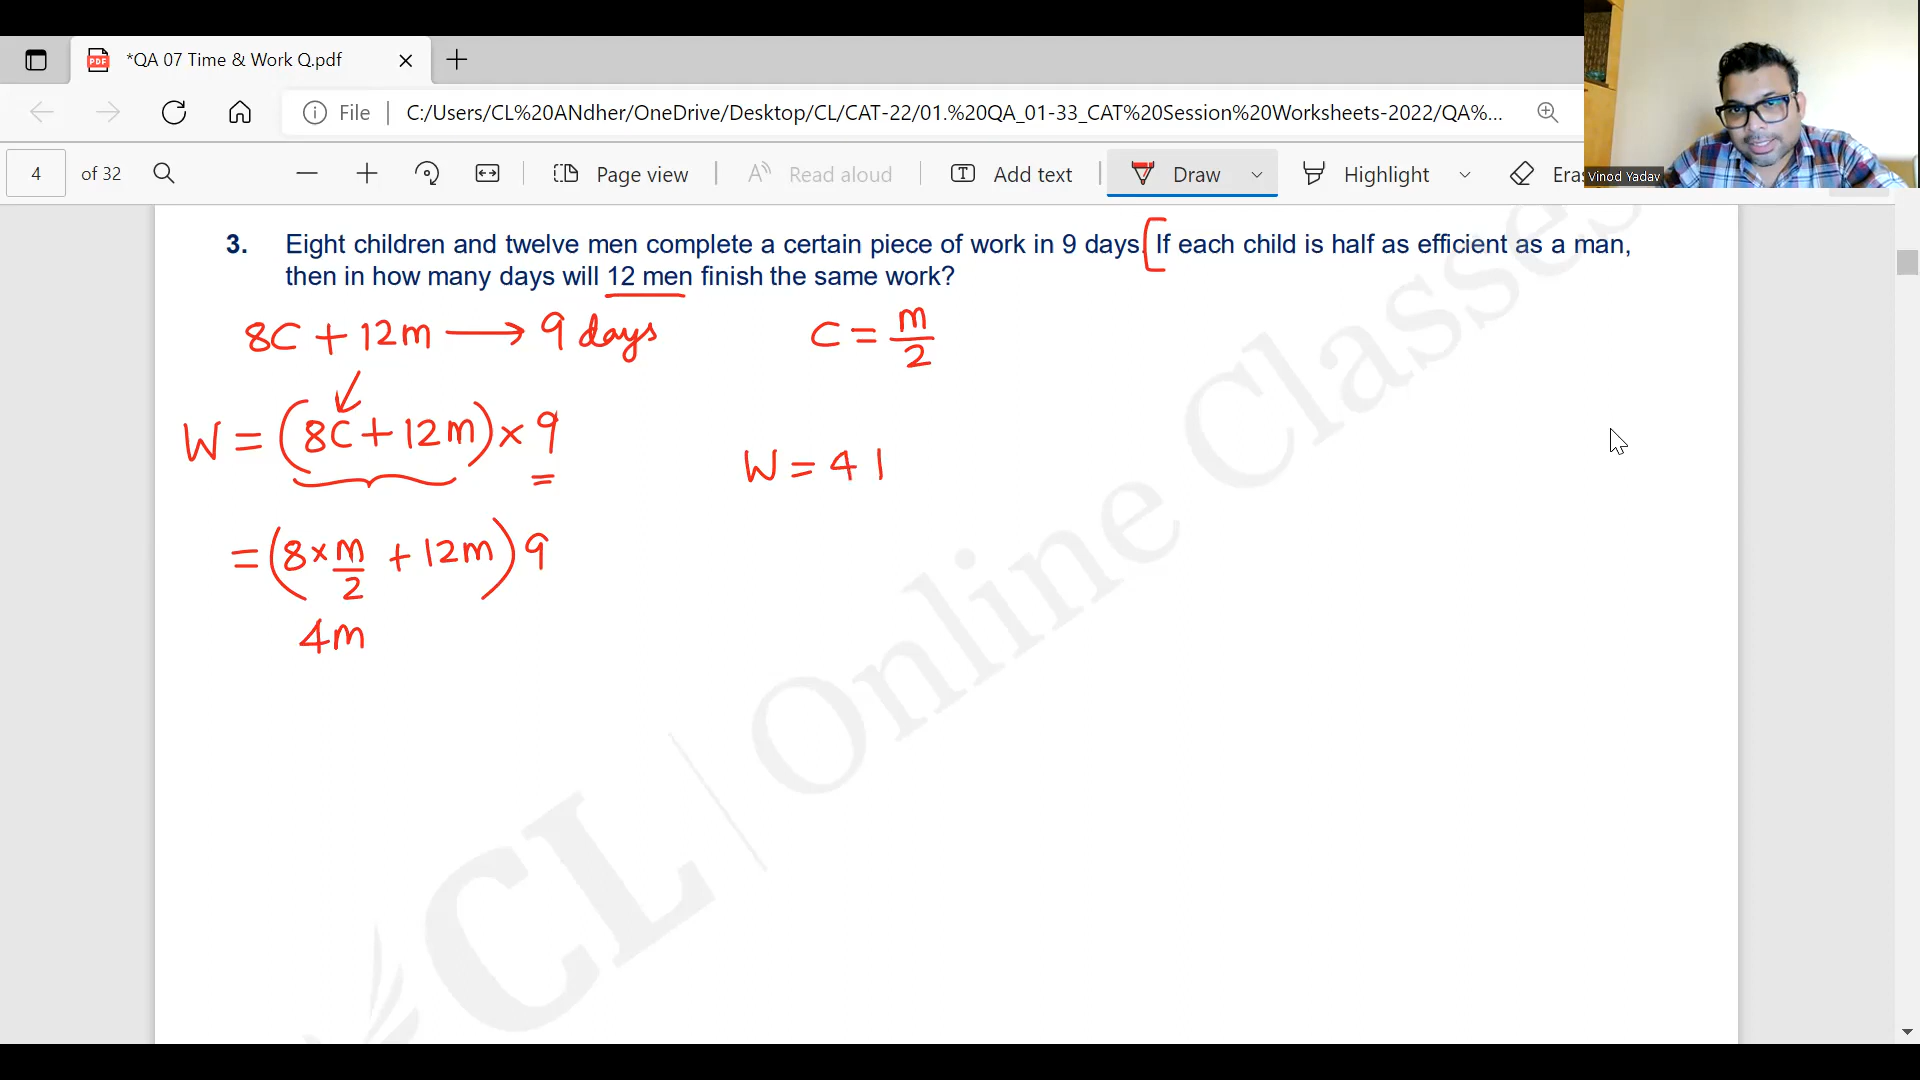 *QA 07 Time & Work Q.pdf
File C:/Users/CL%20ANdher/OneDrive/Desktop/CL/CAT-22/01.%20QA_01-33_CAT%20Session%20Worksheets-2022/QA%...
4 of 32 Page view Read aloud Add text Draw Highlight Eras
Vinod Yadav
3. Eight children and twelve men complete a certain piece of work in 9 days. If each child is half as efficient as a man,
then in how many days will 12 men finish the same work?
8C + 12m → 9 days C = m/2
W = (8C + 12m) × 9
W = 4 1
= (8 × m/2 + 12m) 9
4m
CL | Online Classes